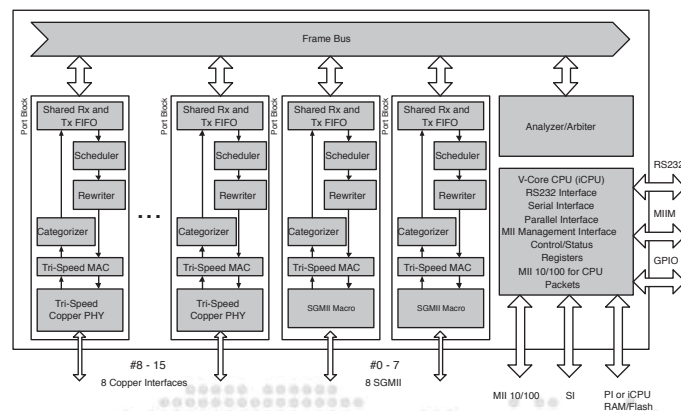 Frame Bus
Port Block
Shared Rx and
Tx FIFO
Scheduler
Rewriter
Categorizer
Tri-Speed MAC
Tri-Speed
Copper PHY
...
Port Block
Shared Rx and
Tx FIFO
Scheduler
Rewriter
Categorizer
Tri-Speed MAC
Tri-Speed
Copper PHY
Port Block
Shared Rx and
Tx FIFO
Scheduler
Rewriter
Categorizer
Tri-Speed MAC
SGMII Macro
Port Block
Shared Rx and
Tx FIFO
Scheduler
Rewriter
Categorizer
Tri-Speed MAC
SGMII Macro
Analyzer/Arbiter
V-Core CPU (iCPU)
RS232 Interface
Serial Interface
Parallel Interface
MII Management Interface
Control/Status
Registers
MII 10/100 for CPU
Packets
RS232
MIIM
GPIO
#8 - 15
8 Copper Interfaces
#0 - 7
8 SGMII
MII 10/100
SI
PI or iCPU
RAM/Flash